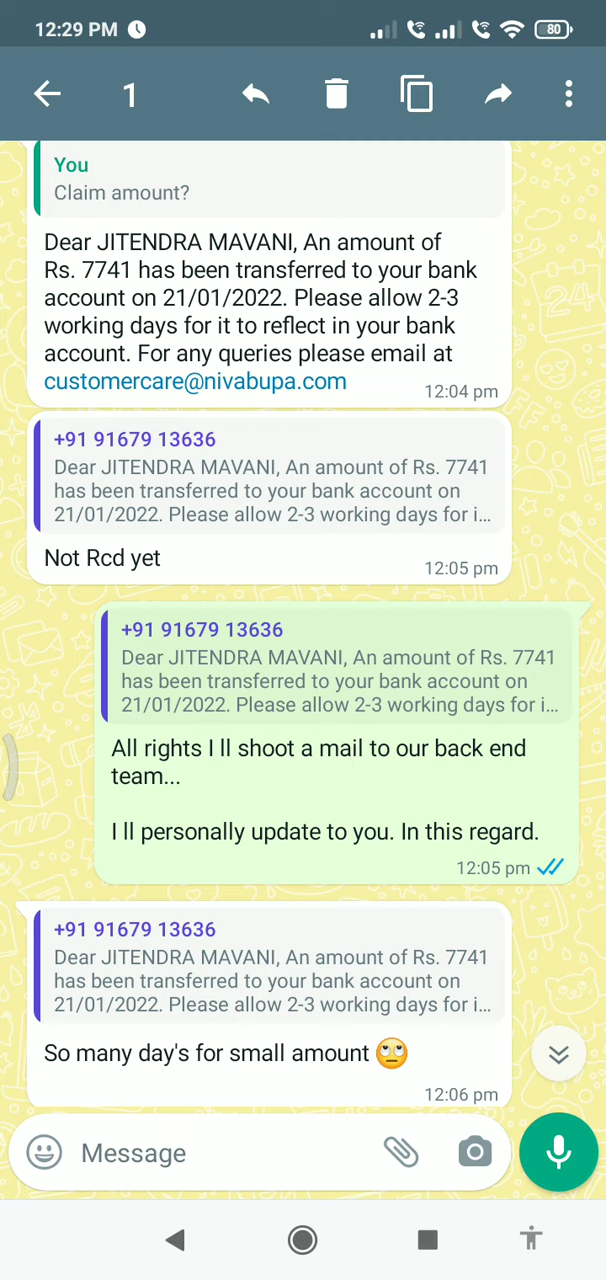 12:29 PM
80
1
You
Claim amount?
Dear JITENDRA MAVANI, An amount of
Rs. 7741 has been transferred to your bank
account on 21/01/2022. Please allow 2-3
working days for it to reflect in your bank
account. For any queries please email at
customercare@nivabupa.com
12:04 pm
+91 91679 13636
Dear JITENDRA MAVANI, An amount of Rs. 7741
has been transferred to your bank account on
21/01/2022. Please allow 2-3 working days for i...
Not Rcd yet
12:05 pm
+91 91679 13636
Dear JITENDRA MAVANI, An amount of Rs. 7741
has been transferred to your bank account on
21/01/2022. Please allow 2-3 working days for i...
All rights I ll shoot a mail to our back end
team...
I ll personally update to you. In this regard.
12:05 pm
+91 91679 13636
Dear JITENDRA MAVANI, An amount of Rs. 7741
has been transferred to your bank account on
21/01/2022. Please allow 2-3 working days for i...
So many day's for small amount 🙄
12:06 pm
Message